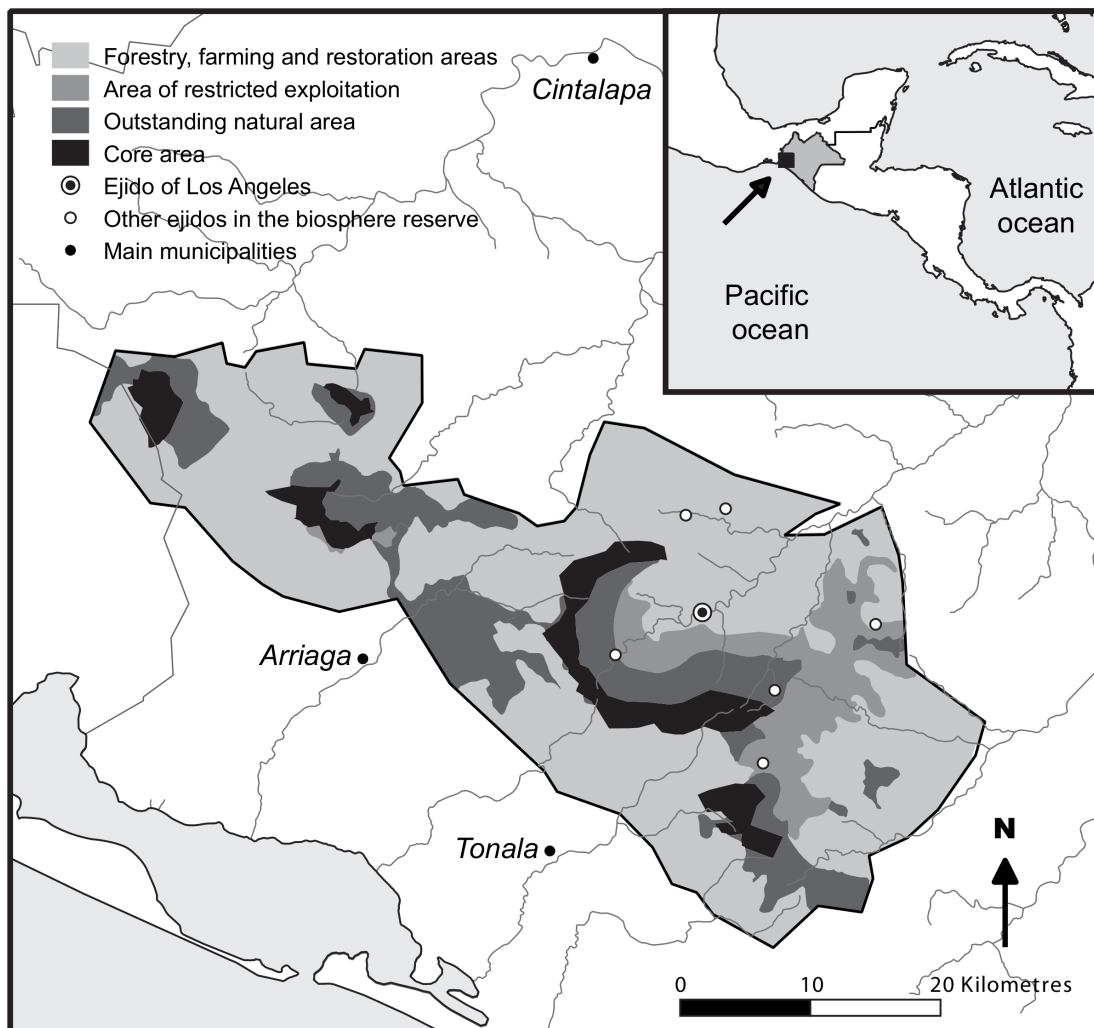 Forestry, farming and restoration areas
Area of restricted exploitation
Outstanding natural area
Core area
Ejido of Los Angeles
Other ejidos in the biosphere reserve
Main municipalities
Cintalapa
Atlantic
ocean
Pacific
ocean
Arriaga
Tonala
N
0 10 20 Kilometres